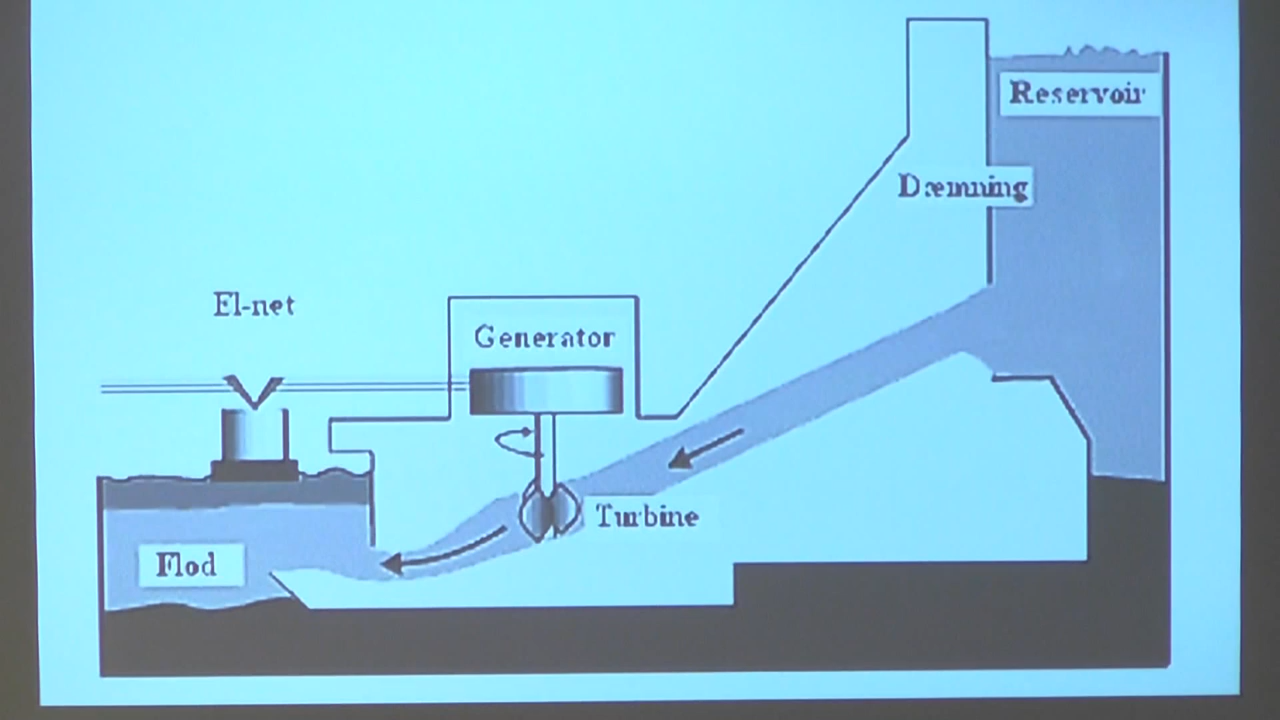 Reservoir
Dæmning
El-net
Generator
Turbine
Flod